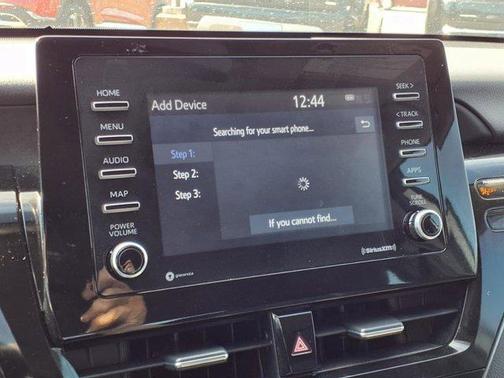 HOME
MENU
AUDIO
MAP
POWER
VOLUME
Add Device
12:44
Searching for your smart phone...
Step 1:
Step 2:
Step 3:
If you cannot find...
SEEK >
< TRACK
PHONE
APPS
TUNE
SCROLL
SiriusXM